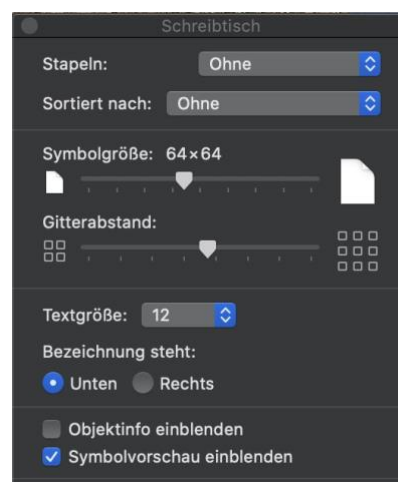 Schreibtisch
Stapeln: Ohne
Sortiert nach: Ohne
Symbolgröße: 64×64
Gitterabstand:
Textgröße: 12
Bezeichnung steht:
Unten Rechts
Objektinfo einblenden
Symbolvorschau einblenden